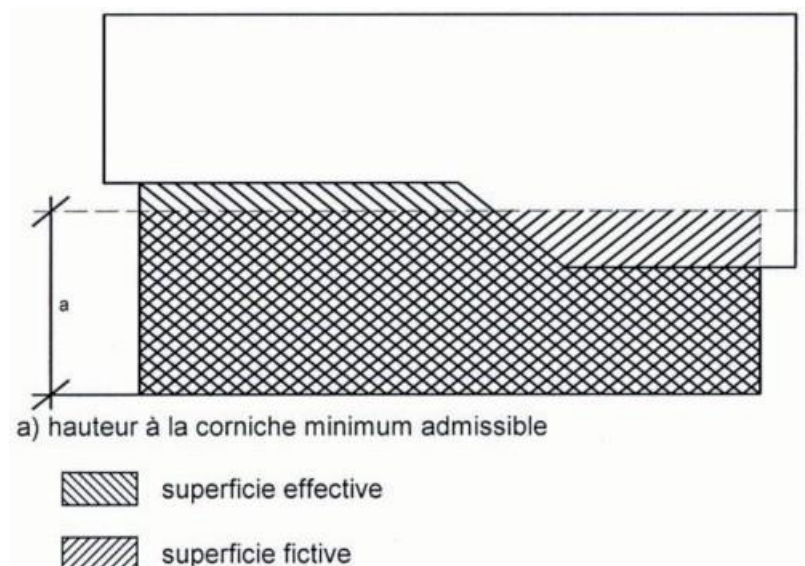 a
a) hauteur à la corniche minimum admissible
superficie effective
superficie fictive